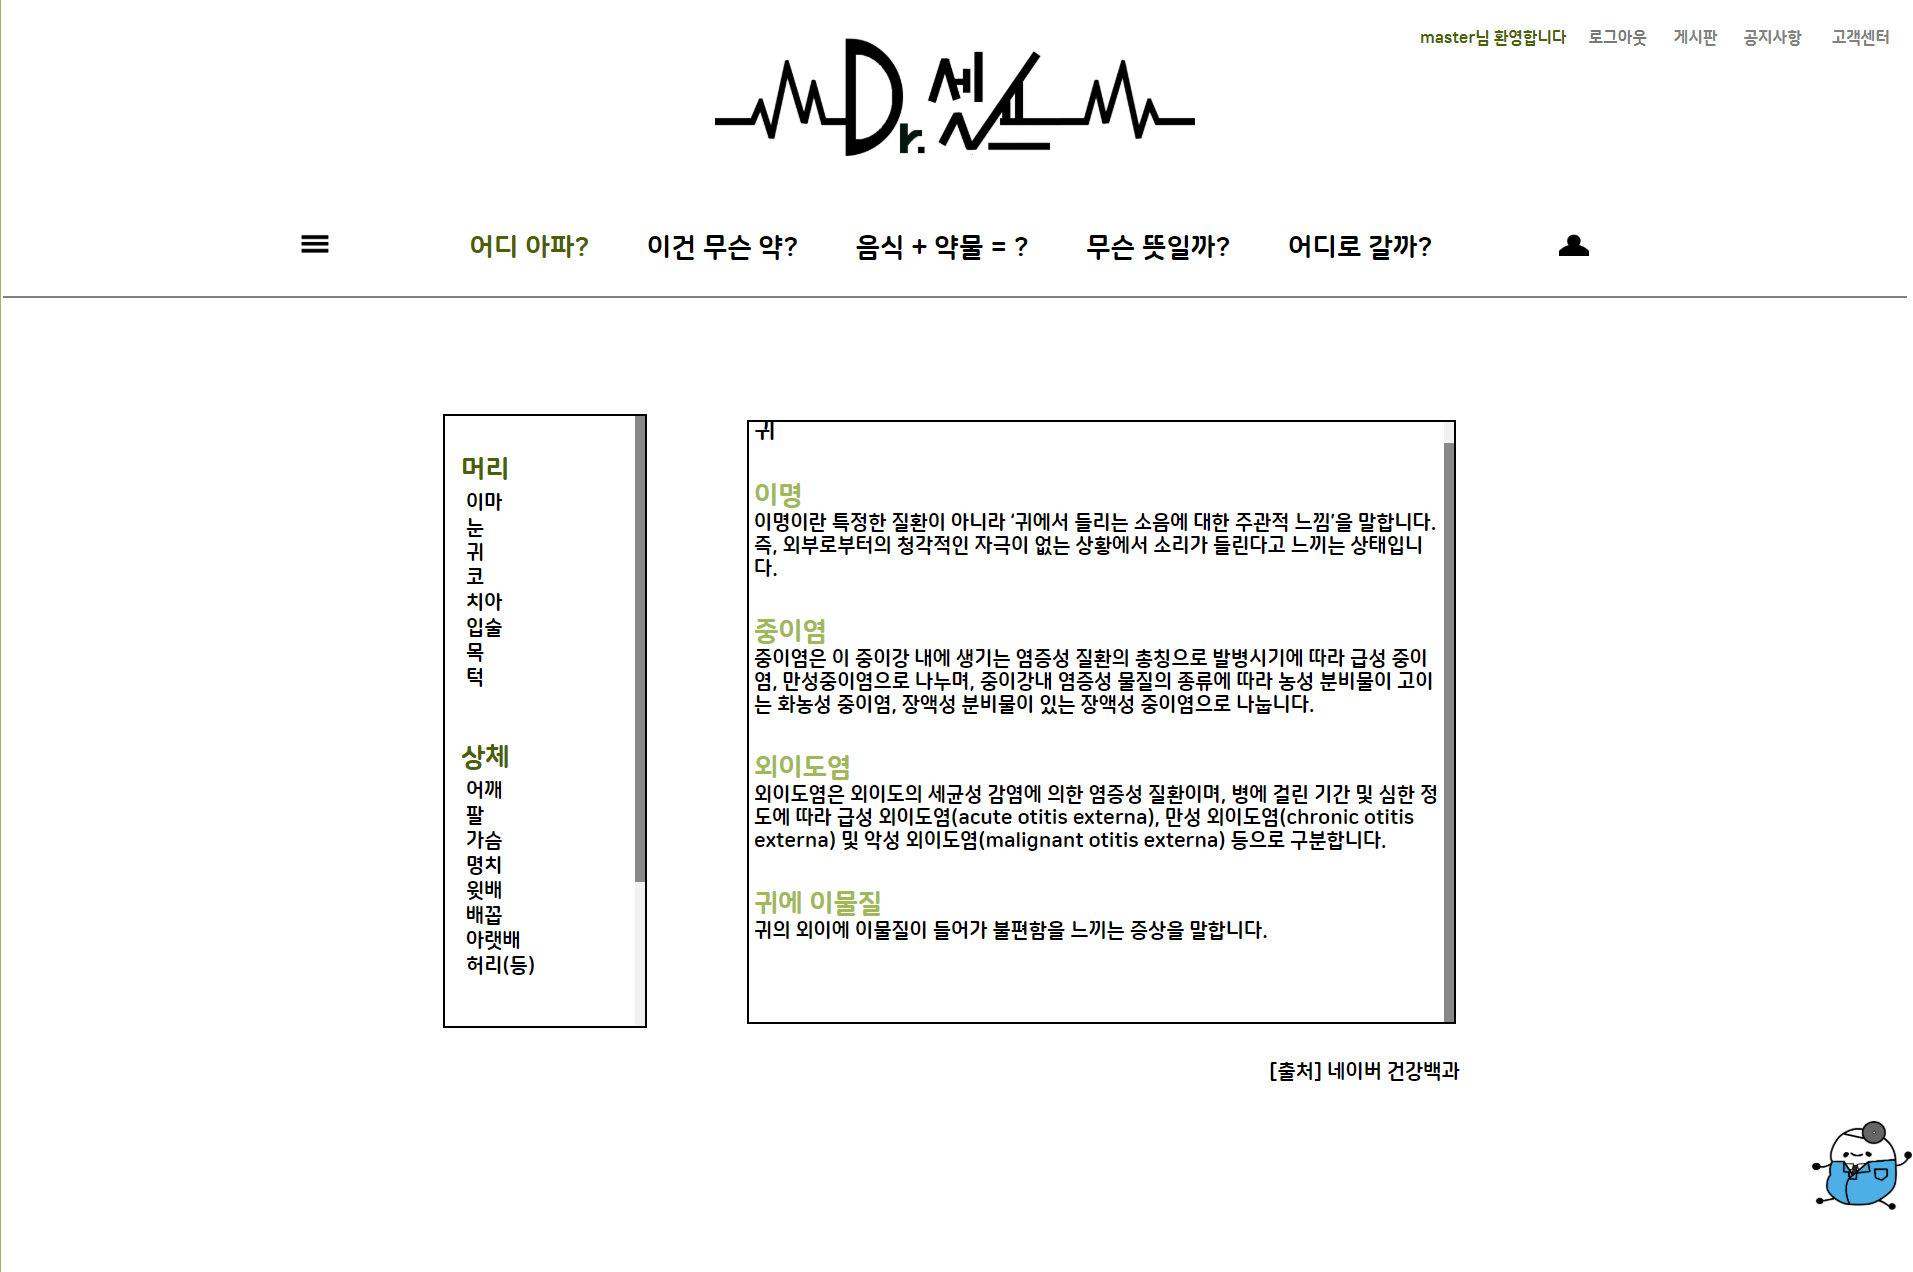 master님 환영합니다 로그아웃 게시판 공지사항 고객센터
Dr. 쎄쓰
어디 아파? 이건 무슨 약? 음식 + 약물 = ? 무슨 뜻일까? 어디로 갈까?
머리
이마
눈
귀
코
치아
입술
목
턱
상체
어깨
팔
가슴
명치
윗배
배꼽
아랫배
허리(등)
귀
이명
이명이란 특정한 질환이 아니라 ‘귀에서 들리는 소음에 대한 주관적 느낌’을 말합니다.
즉, 외부로부터의 청각적인 자극이 없는 상황에서 소리가 들린다고 느끼는 상태입니
다.
중이염
중이염은 이 중이강 내에 생기는 염증성 질환의 총칭으로 발병시기에 따라 급성 중이
염, 만성중이염으로 나누며, 중이강내 염증성 물질의 종류에 따라 농성 분비물이 고이
는 화농성 중이염, 장액성 분비물이 있는 장액성 중이염으로 나눕니다.
외이도염
외이도염은 외이도의 세균성 감염에 의한 염증성 질환이며, 병에 걸린 기간 및 심한 정
도에 따라 급성 외이도염(acute otitis externa), 만성 외이도염(chronic otitis
externa) 및 악성 외이도염(malignant otitis externa) 등으로 구분합니다.
귀에 이물질
귀의 외이에 이물질이 들어가 불편함을 느끼는 증상을 말합니다.
[출처] 네이버 건강백과